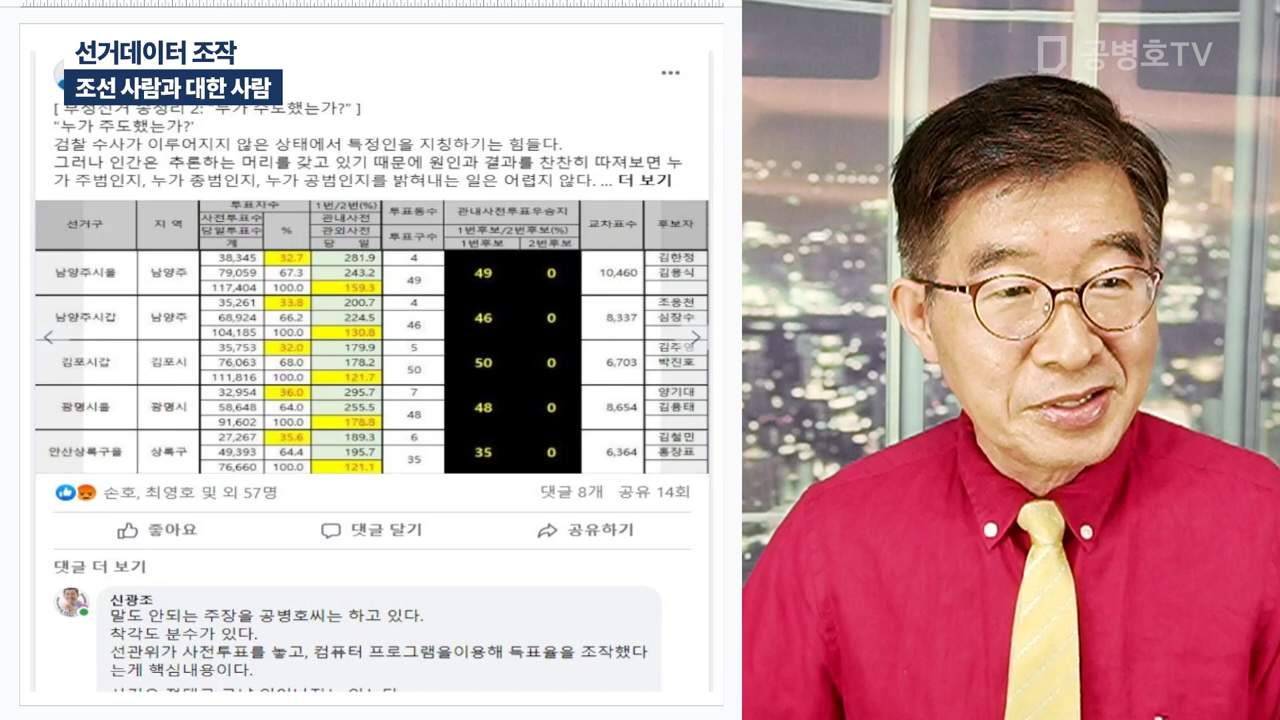 선거데이터 조작
조선 사람과 대한 사람
공병호TV
[ 부정선거 총정리 2: "누가 주도했는가?" ]
"누가 주도했는가?'
검찰 수사가 이루어지지 않은 상태에서 특정인을 지칭하기는 힘들다.
그러나 인간은 추론하는 머리를 갖고 있기 때문에 원인과 결과를 찬찬히 따져보면 누
가 주범인지, 누가 종범인지, 누가 공범인지를 밝혀내는 일은 어렵지 않다. ... 더 보기
선거구 지 역 투표자수 % 1번/2번(%) 투표동수 관내사전투표우승지 교차표수 후보자
사전투표수 관내사전
당일투표수 관외사전 투표구수 1번후보/2번후보(%)
계 당 일 1번후보 2번후보
38,345 32.7 281.9 4 김한정
남양주시을 남양주 79,059 67.3 243.2 49 49 0 10,460 김용식
117,404 100.0 159.3
35,261 33.8 200.7 4 조응천
남양주시갑 남양주 68,924 66.2 224.5 46 46 0 8,337 심장수
104,185 100.0 130.8
35,753 32.0 179.9 5 김주영
김포시갑 김포시 76,063 68.0 178.2 50 50 0 6,703 박진호
111,816 100.0 121.7
32,954 36.0 295.7 7 양기대
광명시을 광명시 58,648 64.0 255.5 48 48 0 8,654 김용태
91,602 100.0 178.8
27,267 35.6 189.3 6 김철민
안산상록구을 상록구 49,393 64.4 195.7 35 35 0 6,364 홍장표
76,660 100.0 121.1
손호, 최영호 및 외 57명 댓글 8개 공유 14회
좋아요 댓글 달기 공유하기
댓글 더 보기
신광조
말도 안되는 주장을 공병호씨는 하고 있다.
착각도 분수가 있다.
선관위가 사전투표를 놓고, 컴퓨터 프로그램을이용해 득표율을 조작했다
는게 핵심내용이다.